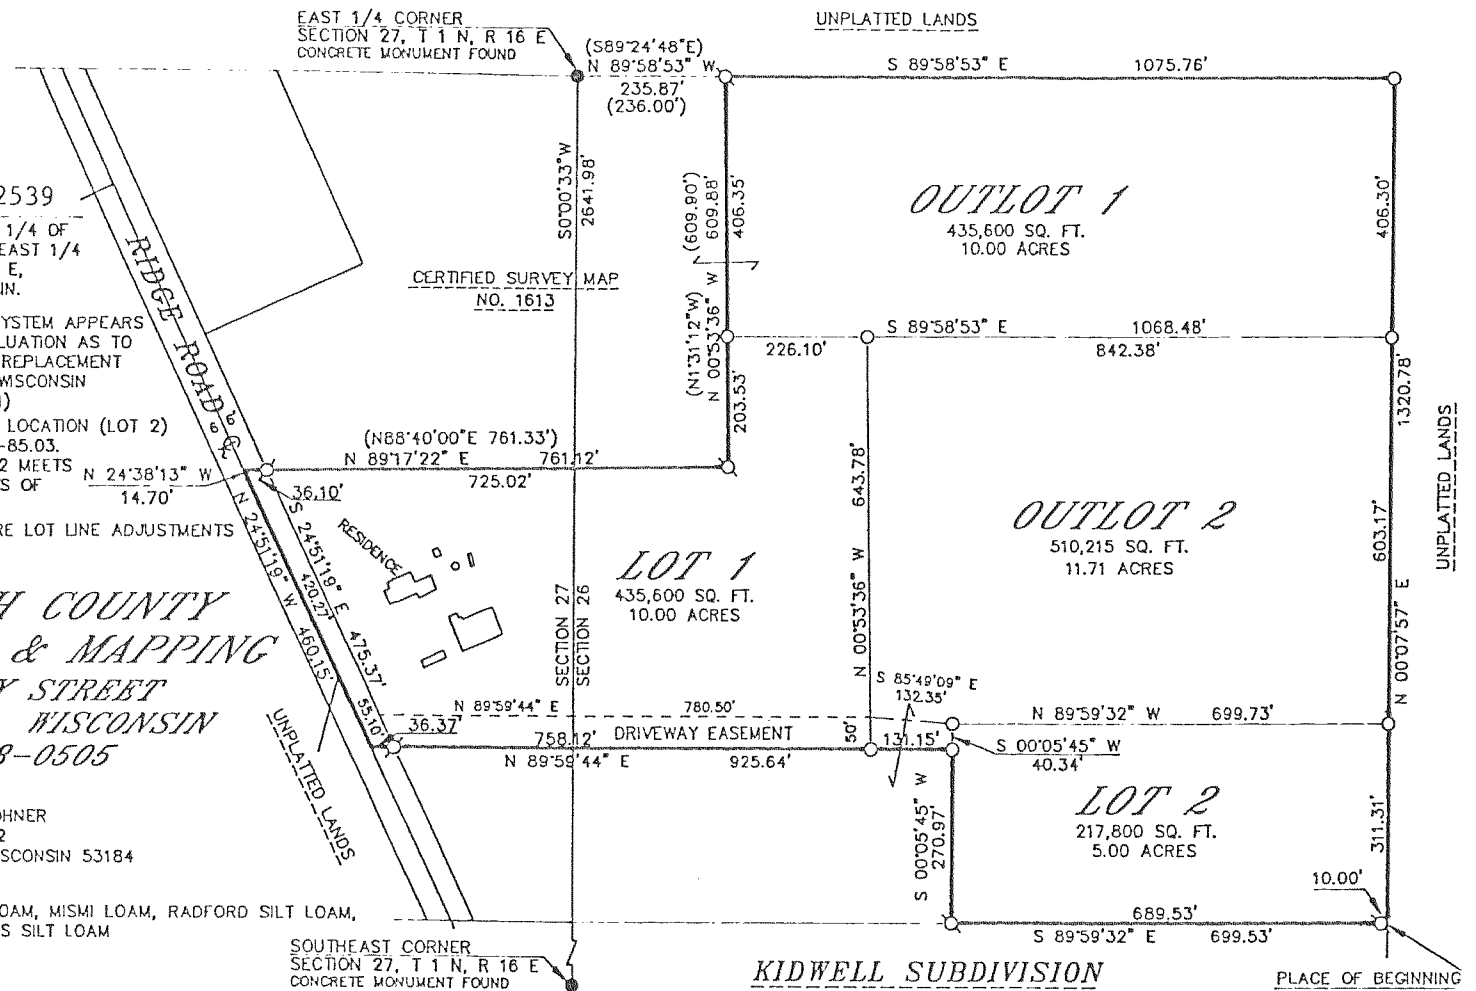 EAST 1/4 CORNER
SECTION 27, T 1 N, R 16 E
CONCRETE MONUMENT FOUND
UNPLATTED LANDS
(S89°24'48"E)
N 89°58'53" W
235.87'
(236.00')
S 89°58'53" E 1075.76'
S0°00'33"W
2641.98'
(609.90')
609.88'
406.35'
(N1°31'12"W)
N 00°53'36" W
203.53'
OUTLOT 1
435,600 SQ. FT.
10.00 ACRES
406.30'
2539
1/4 OF
EAST 1/4
E,
IN.
RIDGE ROAD
CERTIFIED SURVEY MAP
NO. 1613
S 89°58'53" E 1068.48'
226.10'
842.38'
1320.78'
YSTEM APPEARS
LUATION AS TO
REPLACEMENT
WISCONSIN
LOCATION (LOT 2)
-85.03.
2 MEETS
S OF
RE LOT LINE ADJUSTMENTS
N 24°38'13" W
14.70'
(N88°40'00"E 761.33')
N 89°17'22" E 761.12'
725.02'
36.10'
S 24°51'19" E 475.37'
N 24°51'19" W 460.15'
420.27'
55.10'
RESIDENCE
LOT 1
435,600 SQ. FT.
10.00 ACRES
SECTION 27
SECTION 26
643.78'
N 00°53'36" W
OUTLOT 2
510,215 SQ. FT.
11.71 ACRES
603.17'
N 00°07'57" E
UNPLATTED LANDS
H COUNTY
& MAPPING
Y STREET
WISCONSIN
8-0505
UNPLATTED LANDS
N 89°59'44" E 780.50'
36.37
758.12' DRIVEWAY EASEMENT
N 89°59'44" E 925.64'
50'
S 85°49'09" E
132.35'
131.15'
N 89°59'32" W 699.73'
S 00°05'45" W
40.34'
S 00°05'45" W
270.97'
LOT 2
217,800 SQ. FT.
5.00 ACRES
311.31'
10.00'
OHNER
2
SCONSIN 53184
OAM, MISMI LOAM, RADFORD SILT LOAM,
S SILT LOAM
689.53'
S 89°59'32" E 699.53'
SOUTHEAST CORNER
SECTION 27, T 1 N, R 16 E
CONCRETE MONUMENT FOUND
KIDWELL SUBDIVISION
PLACE OF BEGINNING